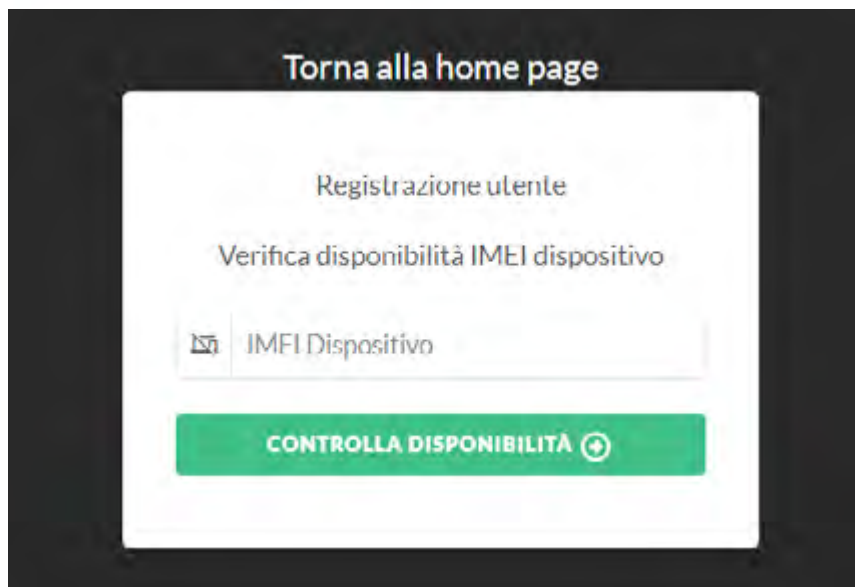 Torna alla home page
Registrazione utente
Verifica disponibilità IMEI dispositivo
IMEI Dispositivo
CONTROLLA DISPONIBILITÀ